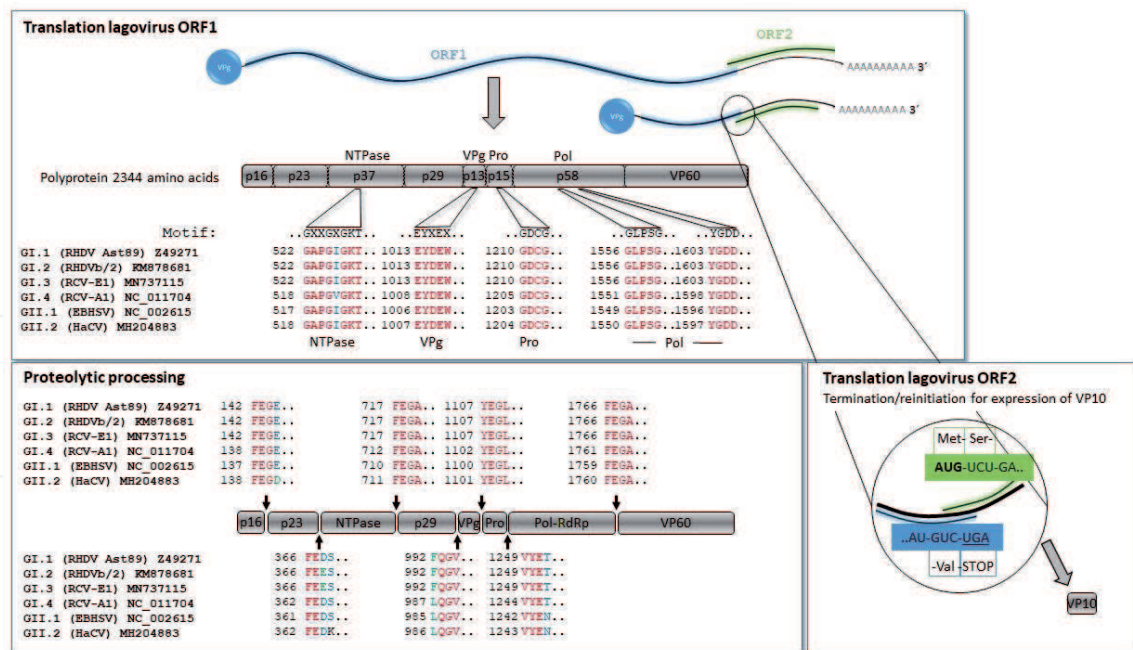 Translation lagovirus ORF1
ORF1
ORF2
VPg
AAAAAAAAAA 3´
VPg
AAAAAAAAAA 3´
NTPase VPg Pro Pol
Polyprotein 2344 amino acids p16 p23 p37 p29 p13 p15 p58 VP60
Motif: ..GXXGXGKT.. ..EYXEX.. ..GDCG.. ..GLPSG.. ..YGDD..
GI.1 (RHDV Ast89) Z49271 522 GAPGIGKT.. 1013 EYDEW.. 1210 GDCG.. 1556 GLPSG.. 1603 YGDD..
GI.2 (RHDVb/2) KM878681 522 GAPGIGKT.. 1013 EYDEW.. 1210 GDCG.. 1556 GLPSG.. 1603 YGDD..
GI.3 (RCV-E1) MN737115 522 GAPGIGKT.. 1013 EYDEW.. 1210 GDCG.. 1556 GLPSG.. 1603 YGDD..
GI.4 (RCV-A1) NC_011704 518 GAPGVGKT.. 1008 EYDEW.. 1205 GDCG.. 1551 GLPSG.. 1598 YGDD..
GII.1 (EBHSV) NC_002615 517 GAPGIGKT.. 1006 EYDEW.. 1203 GDCG.. 1549 GLPSG.. 1596 YGDD..
GII.2 (HaCV) MH204883 518 GAPGIGKT.. 1007 EYDEW.. 1204 GDCG.. 1550 GLPSG.. 1597 YGDD..
NTPase VPg Pro Pol
Proteolytic processing
GI.1 (RHDV Ast89) Z49271 142 FEGE.. 717 FEGA.. 1107 YEGL.. 1766 FEGA..
GI.2 (RHDVb/2) KM878681 142 FEGE.. 717 FEGA.. 1107 YEGL.. 1766 FEGA..
GI.3 (RCV-E1) MN737115 142 FEGE.. 717 FEGA.. 1107 YEGL.. 1766 FEGA..
GI.4 (RCV-A1) NC_011704 138 FEGE.. 712 FEGA.. 1102 YEGL.. 1761 FEGA..
GII.1 (EBHSV) NC_002615 137 FEGE.. 710 FEGA.. 1100 YEGL.. 1759 FEGA..
GII.2 (HaCV) MH204883 138 FEGD.. 711 FEGA.. 1101 YEGL.. 1760 FEGA..
p16 p23 NTPase p29 VPg Pro Pol-RdRp VP60
GI.1 (RHDV Ast89) Z49271 366 FEDS.. 992 FQGV.. 1249 VYET..
GI.2 (RHDVb/2) KM878681 366 FEES.. 992 FQGV.. 1249 VYET..
GI.3 (RCV-E1) MN737115 366 FEES.. 992 FQGV.. 1249 VYET..
GI.4 (RCV-A1) NC_011704 362 FEDS.. 987 LQGV.. 1244 VYET..
GII.1 (EBHSV) NC_002615 361 FEDS.. 985 LQGV.. 1242 VYEN..
GII.2 (HaCV) MH204883 362 FEDK.. 986 LQGV.. 1243 VYEN..
Translation lagovirus ORF2
Termination/reinitiation for expression of VP10
Met- Ser-
AUG-UCU-GA..
..AU-GUC-UGA
-Val -STOP
VP10